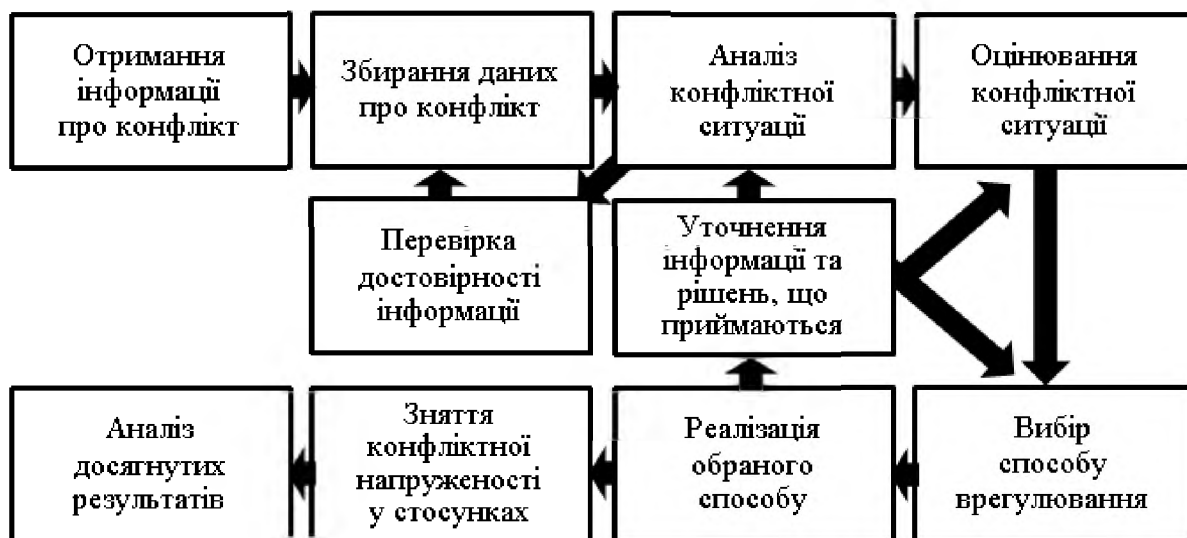 Отримання
інформації
про конфлікт
Збирання даних
про конфлікт
Аналіз
конфліктної
ситуації
Оцінювання
конфліктної
ситуації
Перевірка
достовірності
інформації
Уточнення
інформації та
рішень, що
приймаються
Аналіз
досягнутих
результатів
Зняття
конфліктної
напруженості
у стосунках
Реалізація
обраного
способу
Вибір
способу
врегулювання